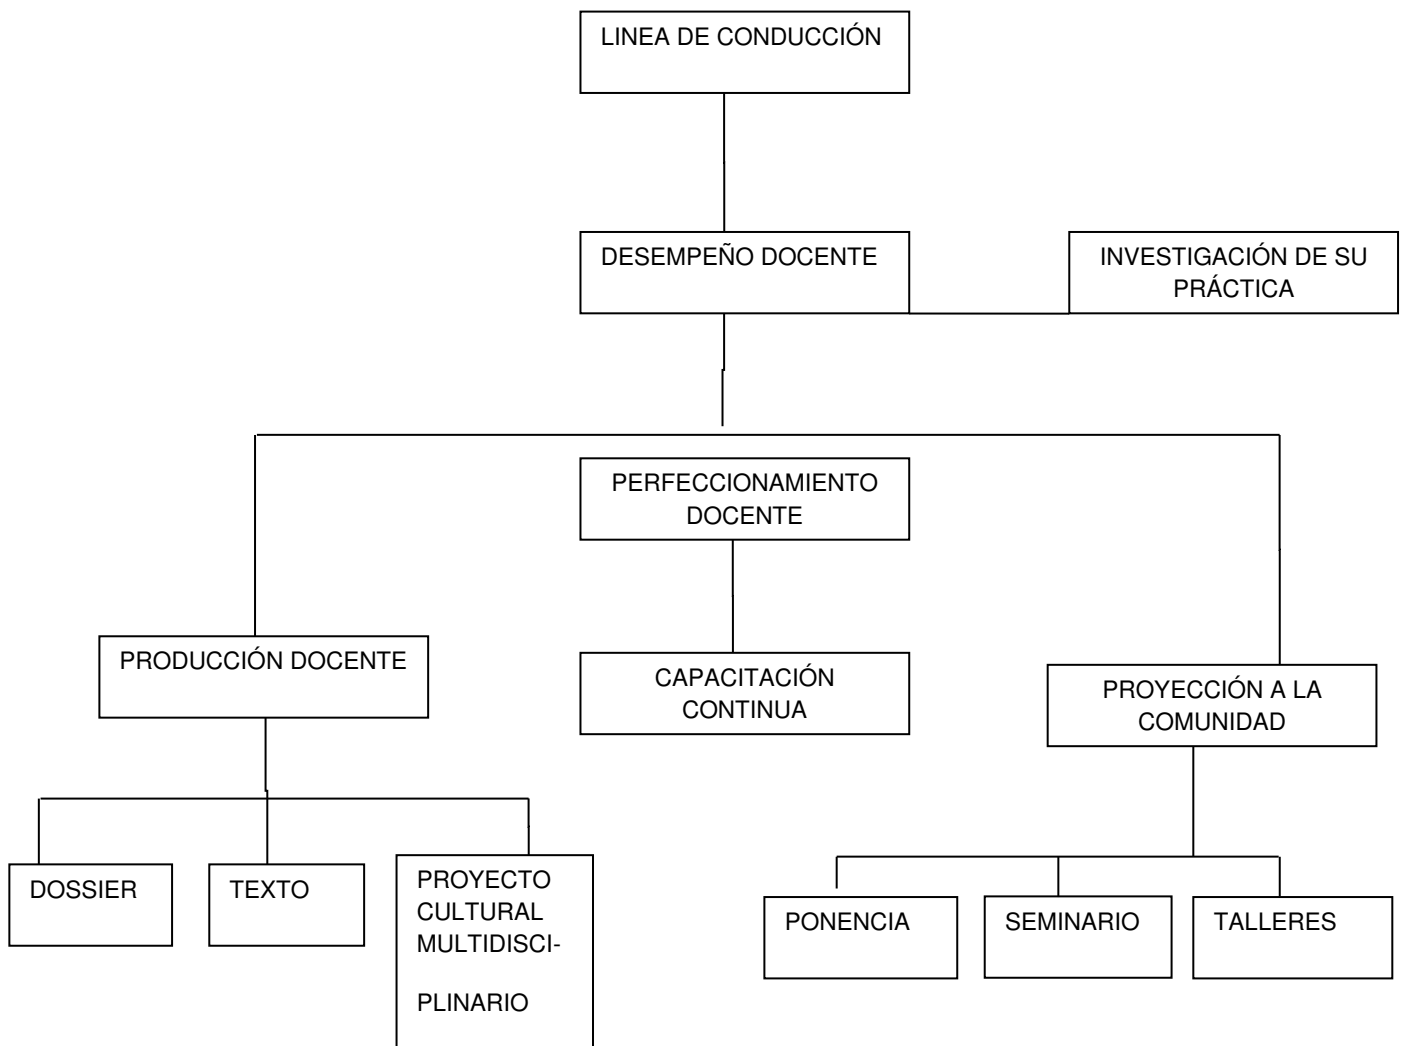 LINEA DE CONDUCCIÓN
DESEMPEÑO DOCENTE
INVESTIGACIÓN DE SU
PRÁCTICA
PERFECCIONAMIENTO
DOCENTE
PRODUCCIÓN DOCENTE
CAPACITACIÓN
CONTINUA
PROYECCIÓN A LA
COMUNIDAD
DOSSIER
TEXTO
PROYECTO
CULTURAL
MULTIDISCI-
PLINARIO
PONENCIA
SEMINARIO
TALLERES